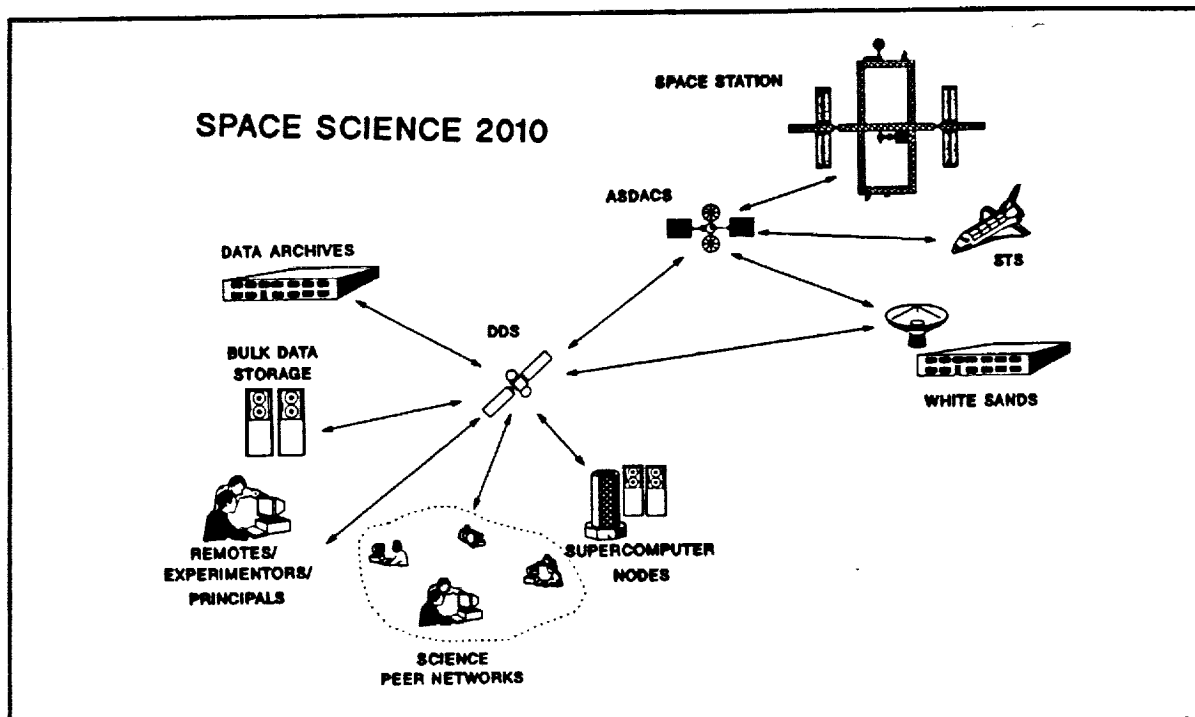 SPACE SCIENCE 2010
SPACE STATION
ASDACS
STS
DATA ARCHIVES
DDS
BULK DATA
STORAGE
WHITE SANDS
REMOTES/
EXPERIMENTORS/
PRINCIPALS
SUPERCOMPUTER
NODES
SCIENCE
PEER NETWORKS